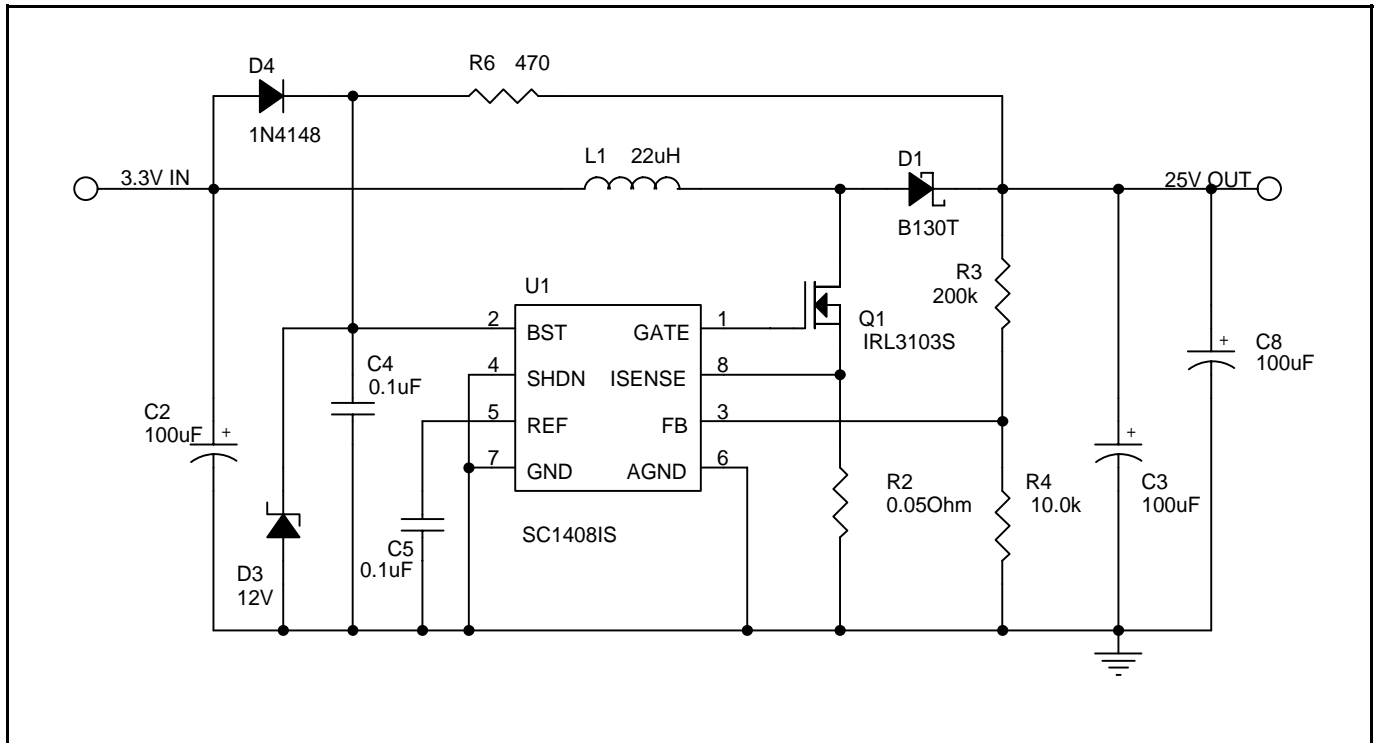 D4
1N4148
R6 470
3.3V IN
L1 22uH
D1
B130T
25V OUT
U1
2 BST GATE 1
4 SHDN ISENSE 8
5 REF FB 3
7 GND AGND 6
SC1408IS
Q1
IRL3103S
R3
200k
C8
+
100uF
C4
0.1uF
C2
100uF +
R2
0.05Ohm
R4
10.0k
+
C3
100uF
C5
0.1uF
D3
12V